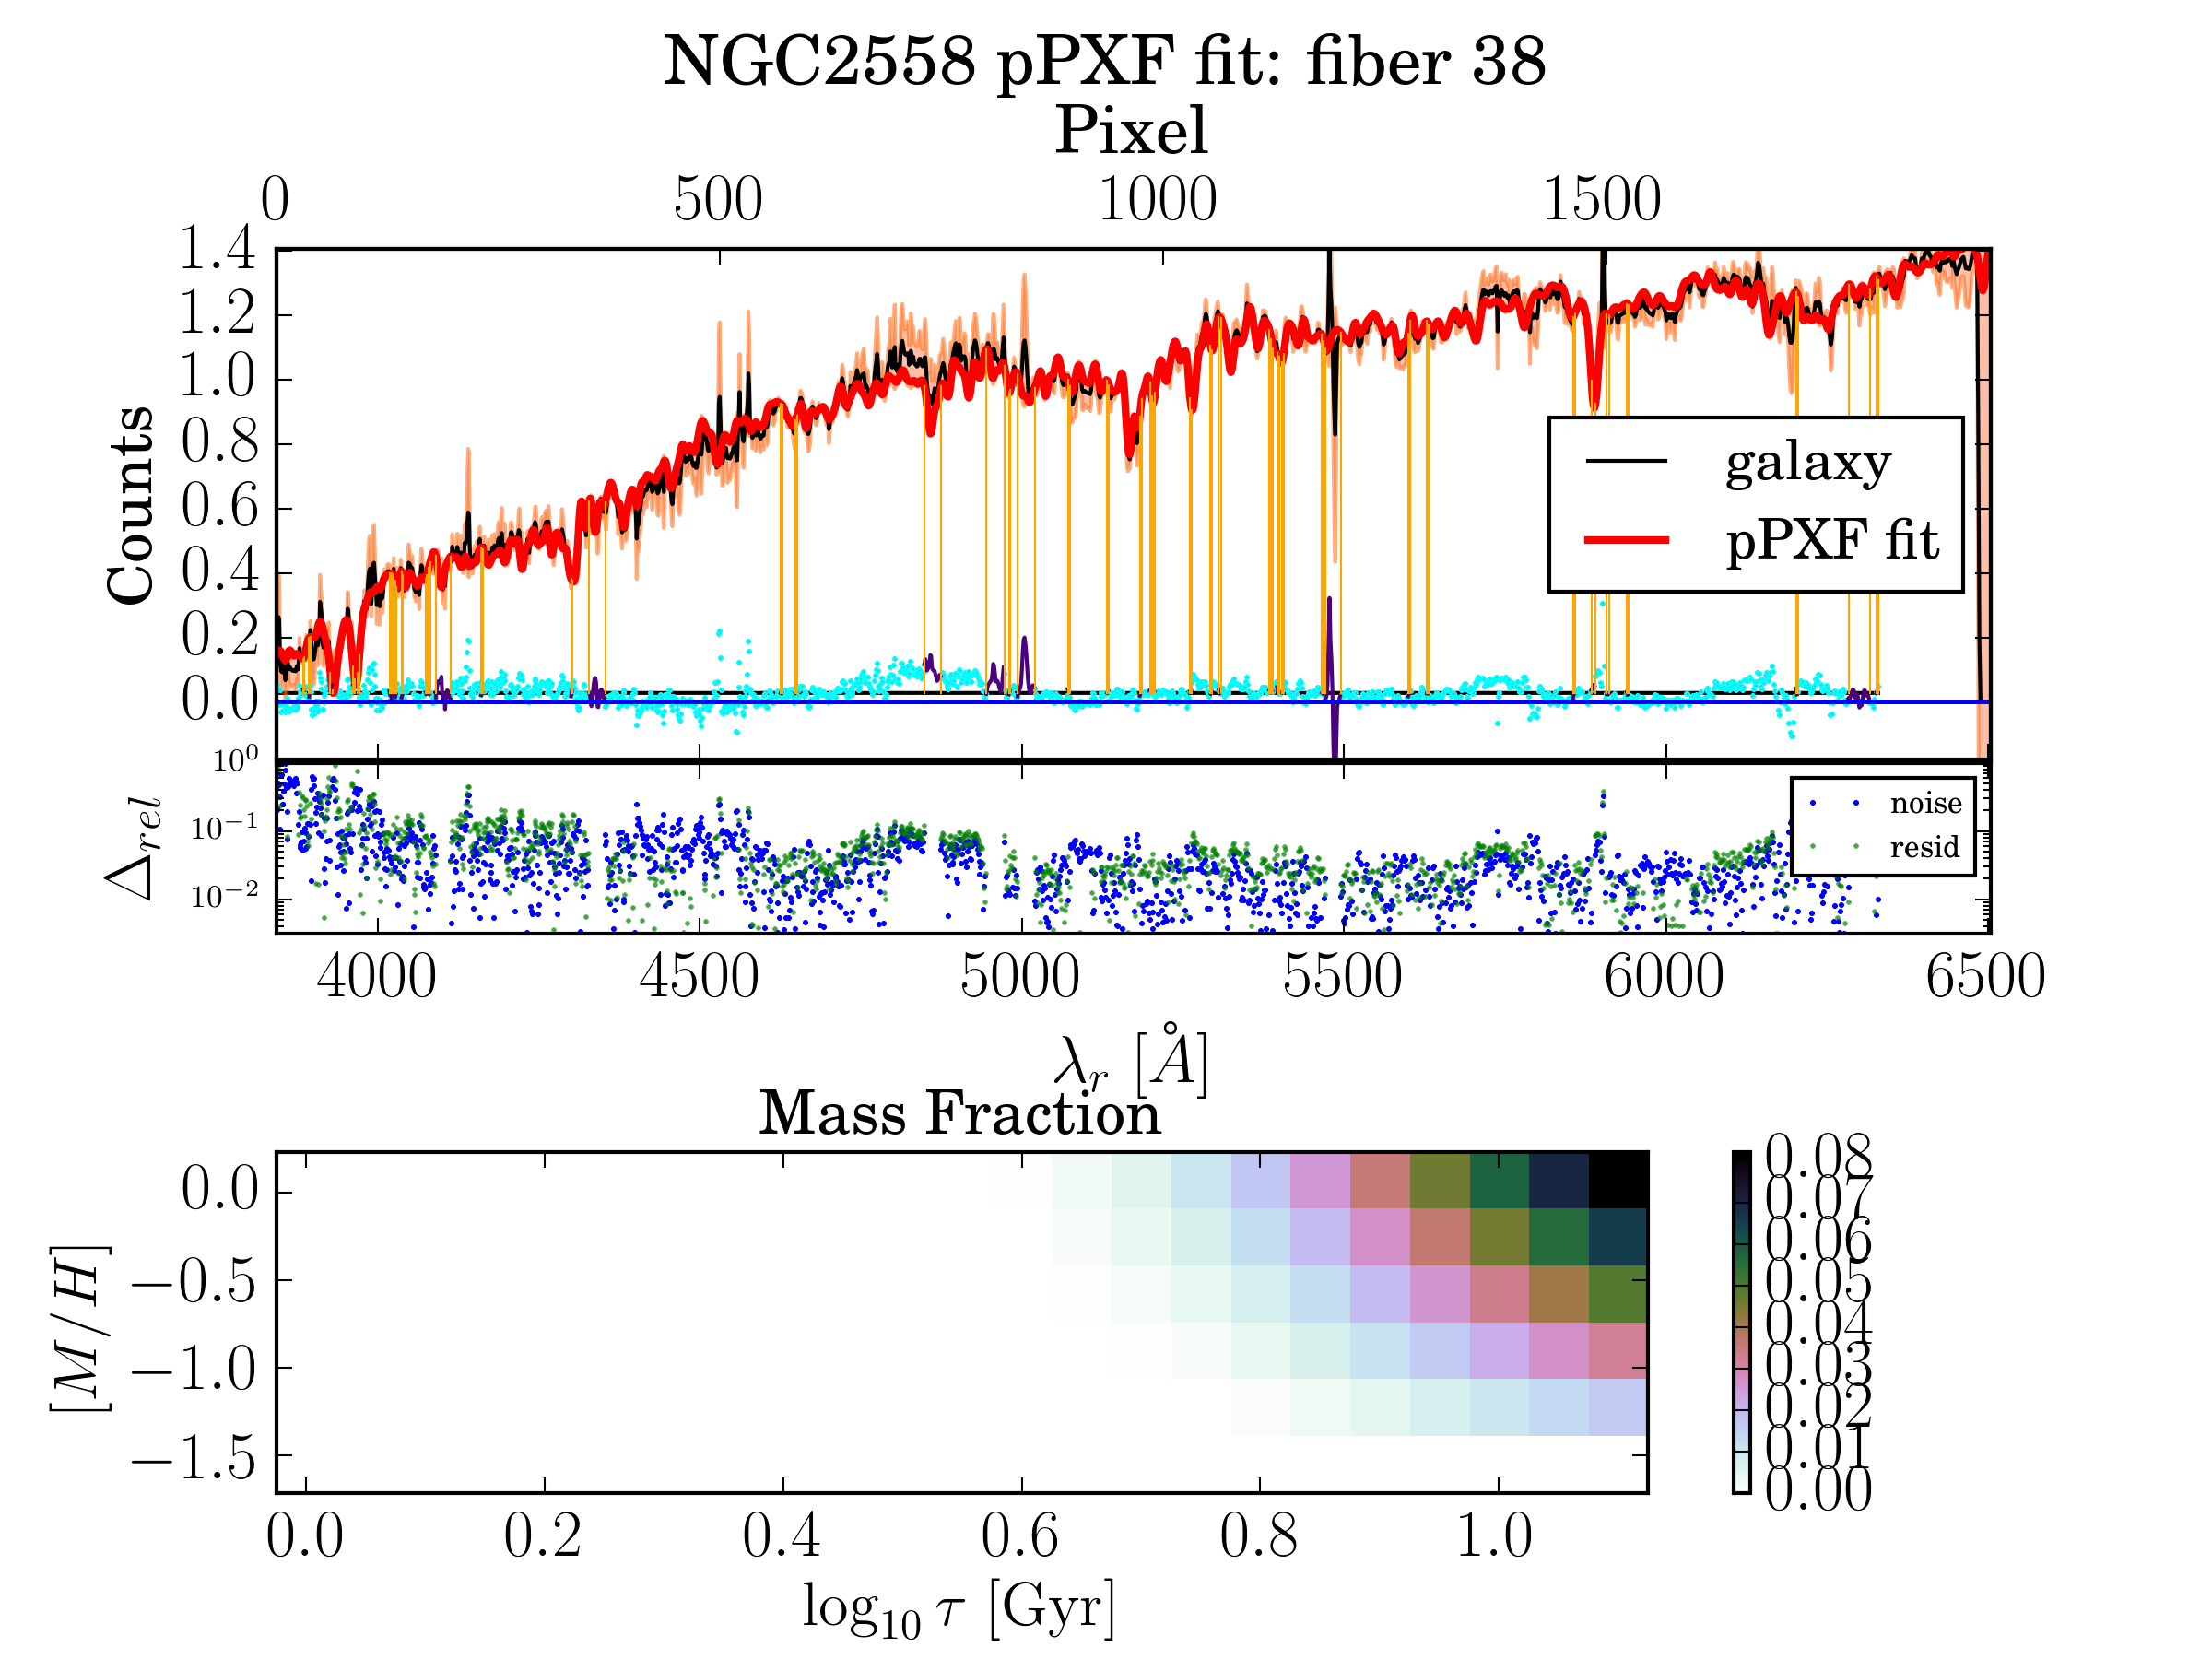 NGC2558 pPXF fit: fiber 38
Pixel
0 500 1000 1500
1.4
1.2
1.0
0.8
0.6
0.4
0.2
0.0
Counts
galaxy
pPXF fit
10⁰
10⁻¹
10⁻²
Δ_rel
noise
resid
4000 4500 5000 5500 6000 6500
λ_r [Å]
Mass Fraction
0.0
−0.5
−1.0
−1.5
[M/H]
0.08
0.07
0.06
0.05
0.04
0.03
0.02
0.01
0.00
0.0 0.2 0.4 0.6 0.8 1.0
log₁₀ τ [Gyr]